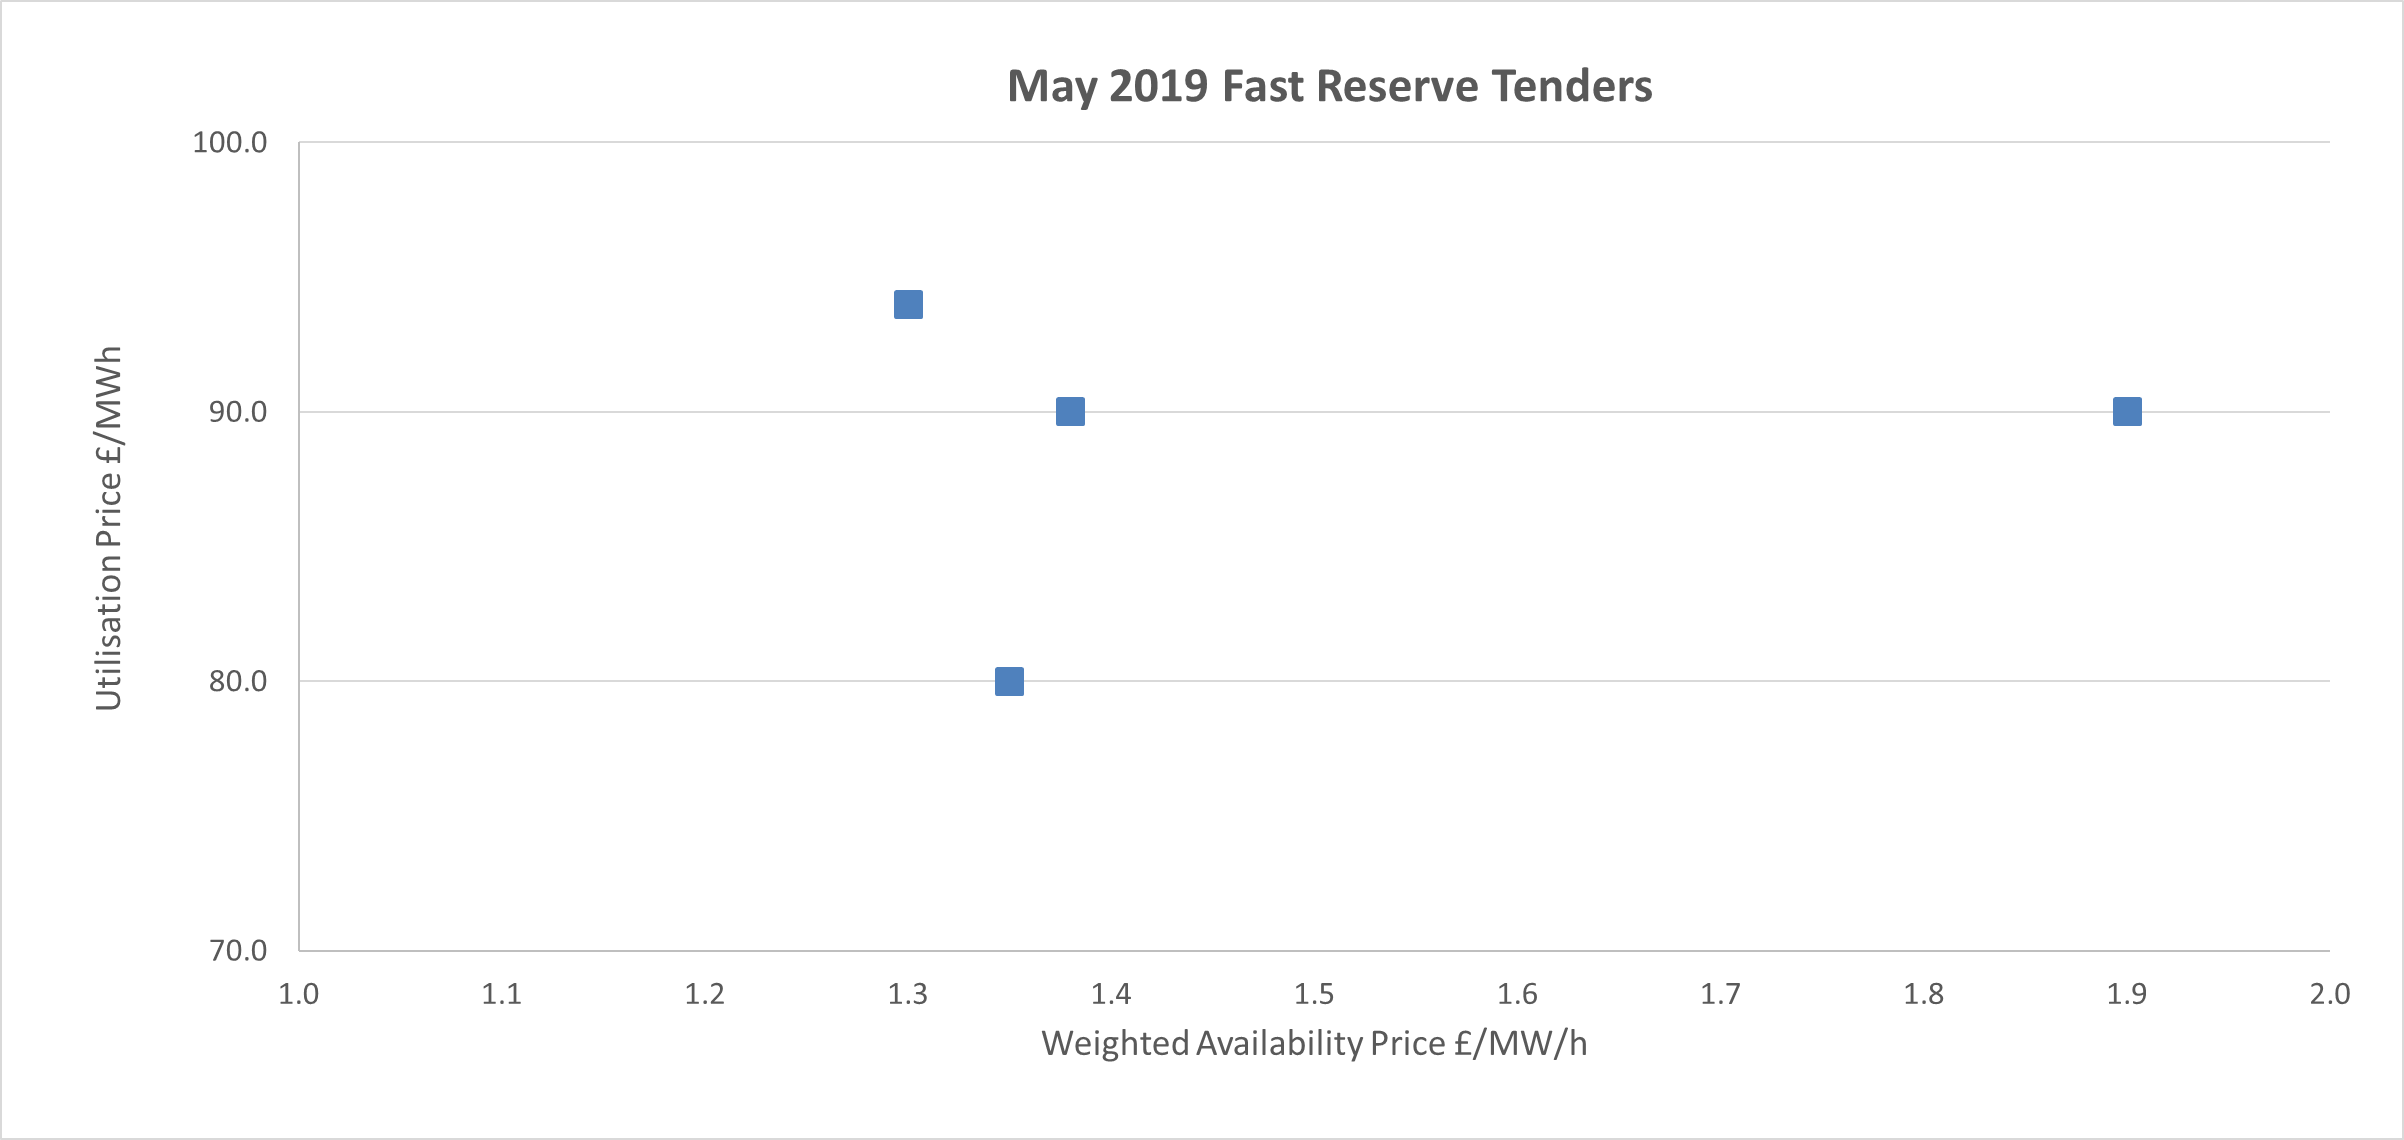 May 2019 Fast Reserve Tenders
100.0
90.0
80.0
70.0
Utilisation Price £/MWh
1.0 1.1 1.2 1.3 1.4 1.5 1.6 1.7 1.8 1.9 2.0
Weighted Availability Price £/MW/h